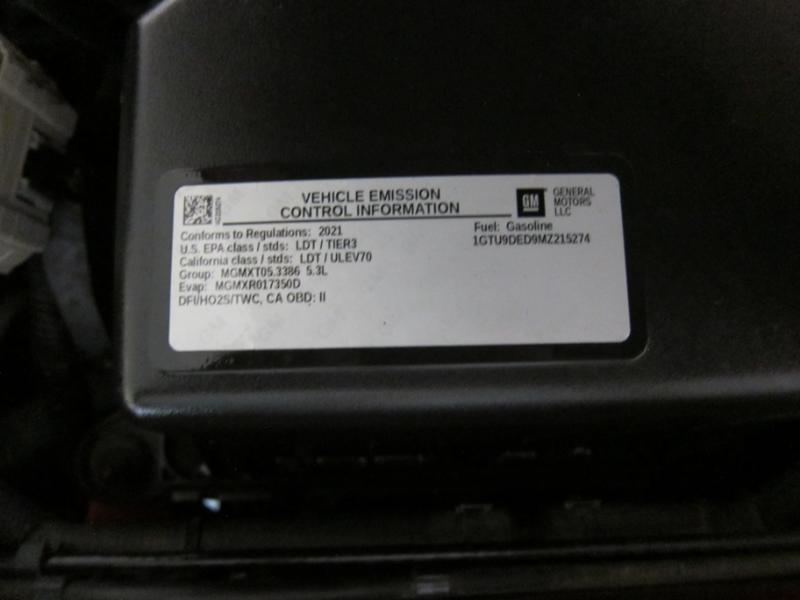 VEHICLE EMISSION
CONTROL INFORMATION
GM
GENERAL
MOTORS
LLC
Conforms to Regulations: 2021
U.S. EPA class / stds: LDT / TIER3
California class / stds: LDT / ULEV70
Group: MGMXT05.3386 5.3L
Evap: MGMXR017350D
DFI/HO2S/TWC, CA OBD: II
Fuel: Gasoline
1GTU9DED9MZ215274